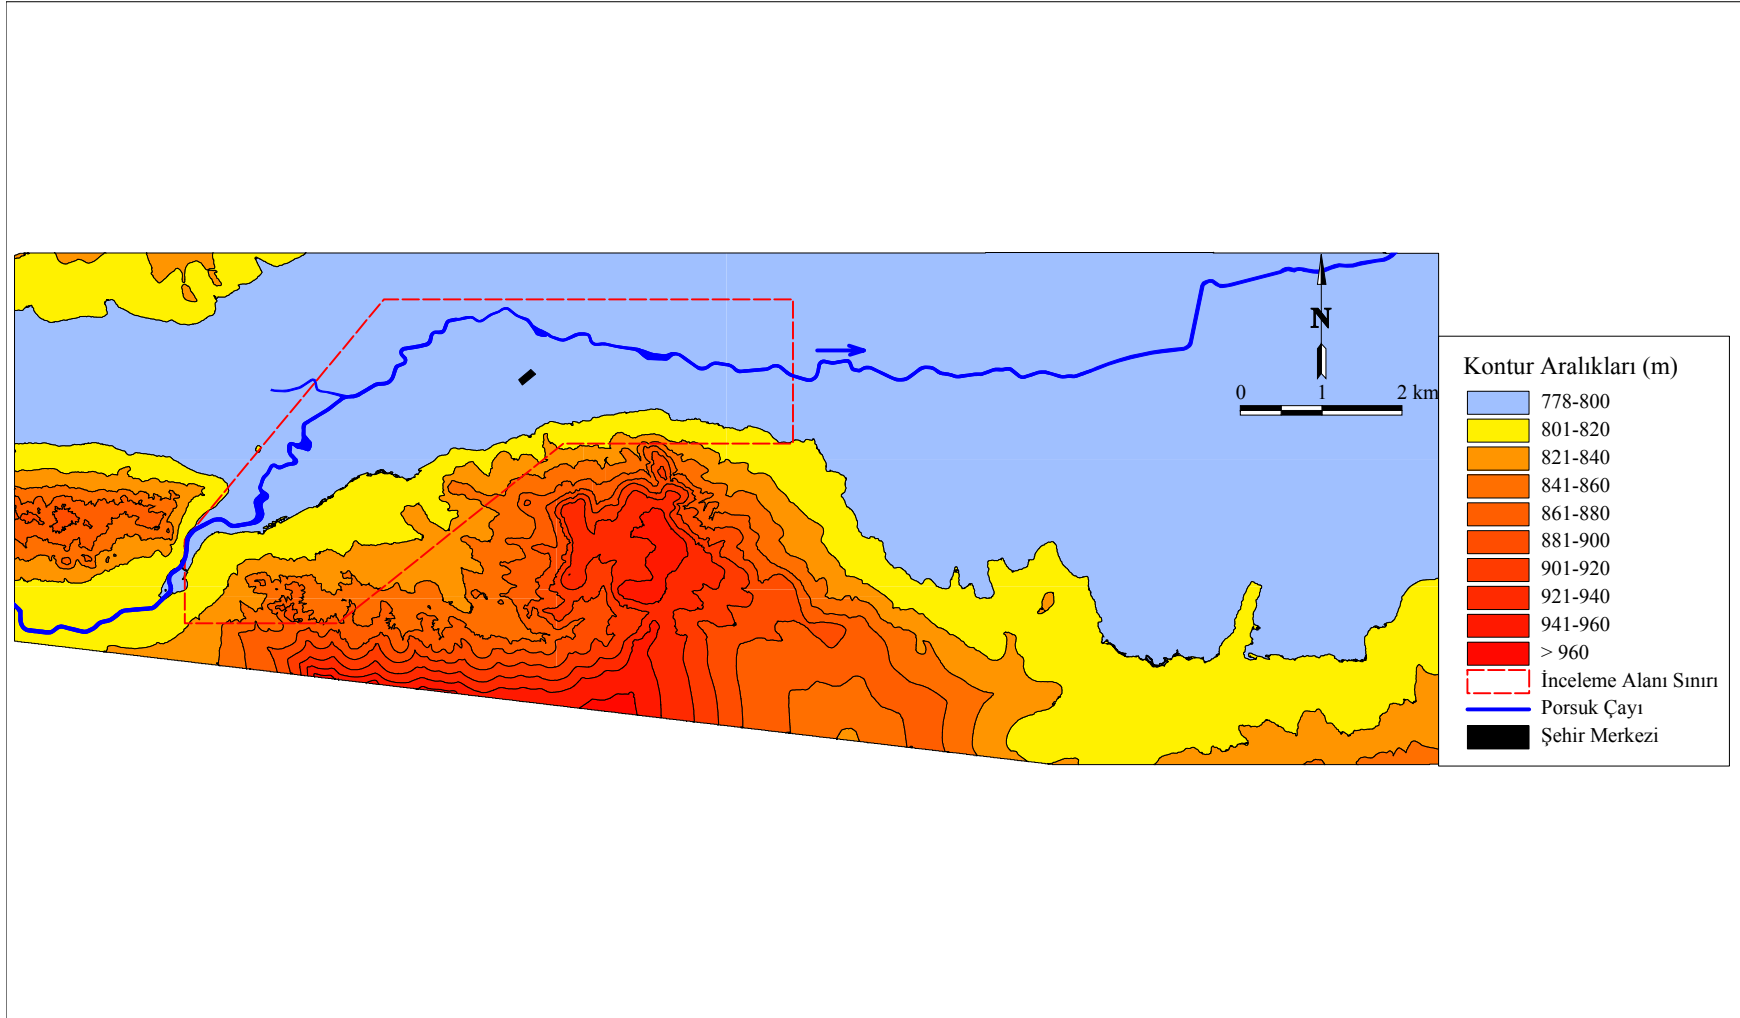 N
0 1 2 km
Kontur Aralıkları (m)
778-800
801-820
821-840
841-860
861-880
881-900
901-920
921-940
941-960
> 960
İnceleme Alanı Sınırı
Porsuk Çayı
Şehir Merkezi